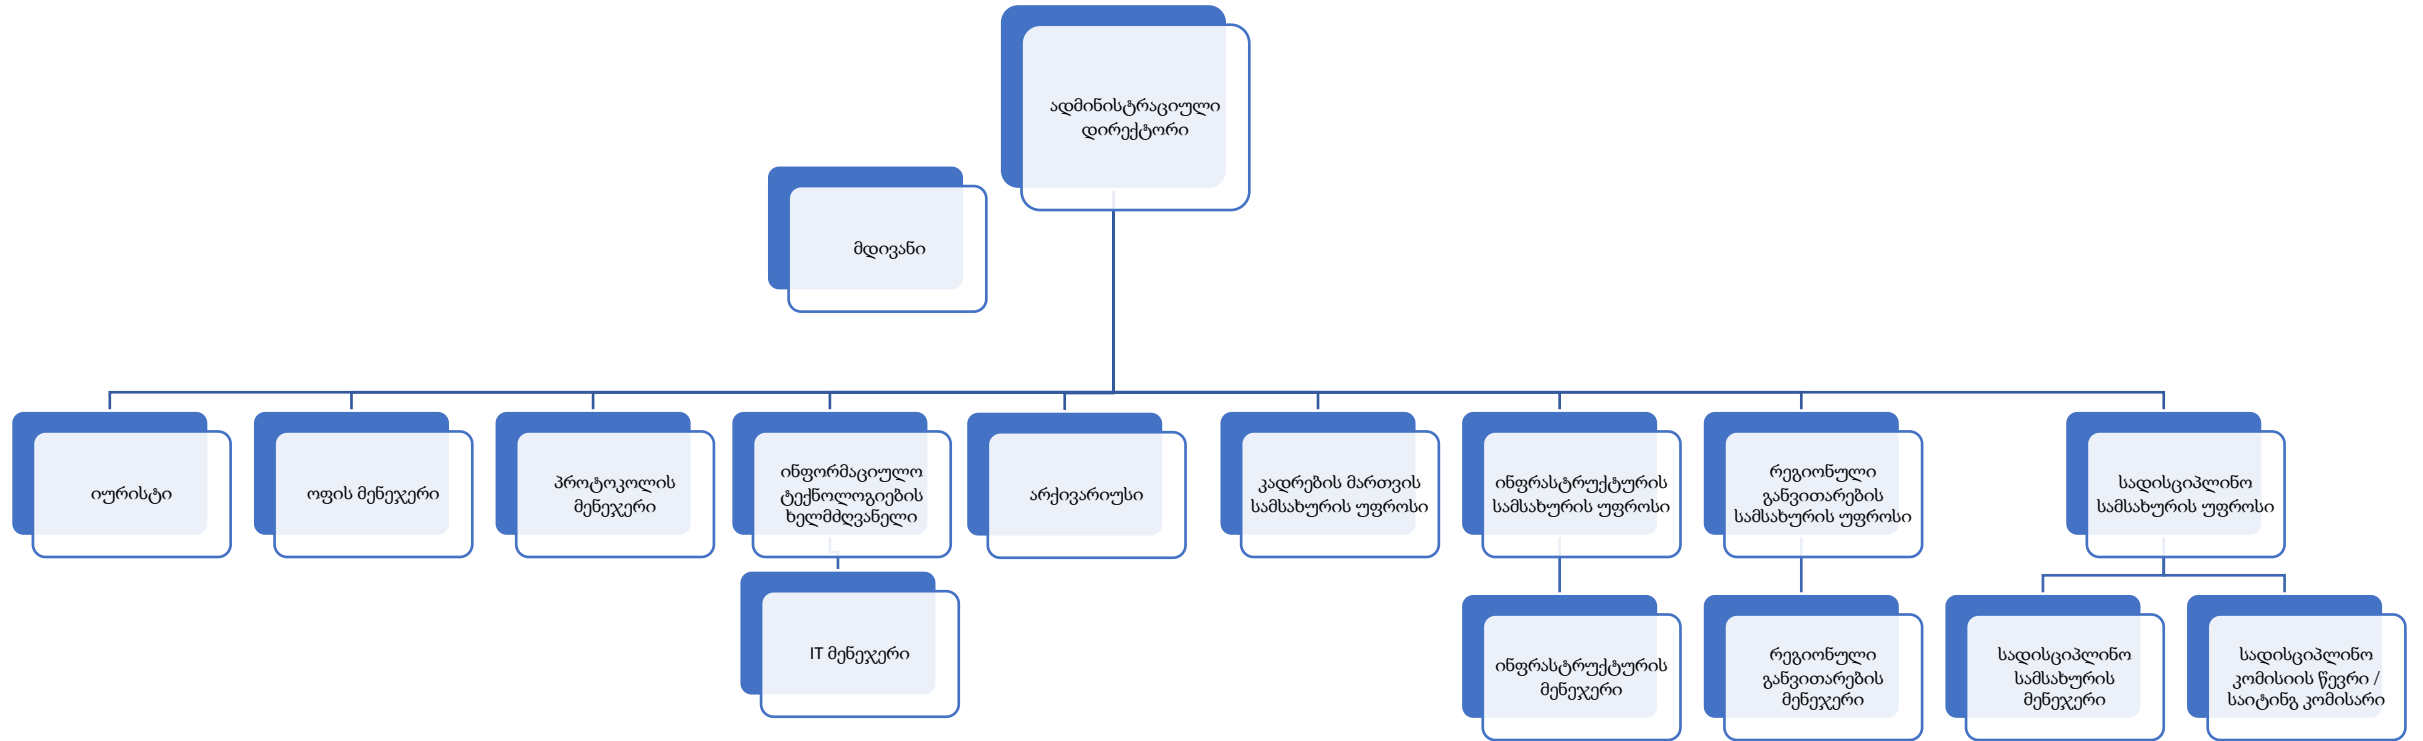 ადმინისტრაციული
დირექტორი
მდივანი
იურისტი
ოფის მენეჯერი
პროტოკოლის
მენეჯერი
ინფორმაციულო
ტექნოლოგიების
ხელმძღვანელი
არქივარიუსი
კადრების მართვის
სამსახურის უფროსი
ინფრასტრუქტურის
სამსახურის უფროსი
რეგიონული
განვითარების
სამსახურის უფროსი
სადისციპლინო
სამსახურის უფროსი
IT მენეჯერი
ინფრასტრუქტურის
მენეჯერი
რეგიონული
განვითარების
მენეჯერი
სადისციპლინო
სამსახურის
მენეჯერი
სადისციპლინო
კომისიის წევრი /
საიტინგ კომისარი